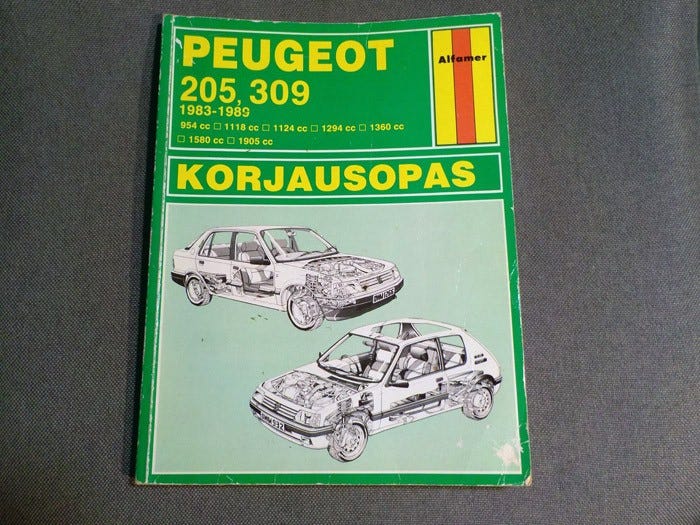 PEUGEOT
205, 309
1983-1989
954 cc □ 1118 cc □ 1124 cc □ 1294 cc □ 1360 cc
□ 1580 cc □ 1905 cc
Alfamer
KORJAUSOPAS